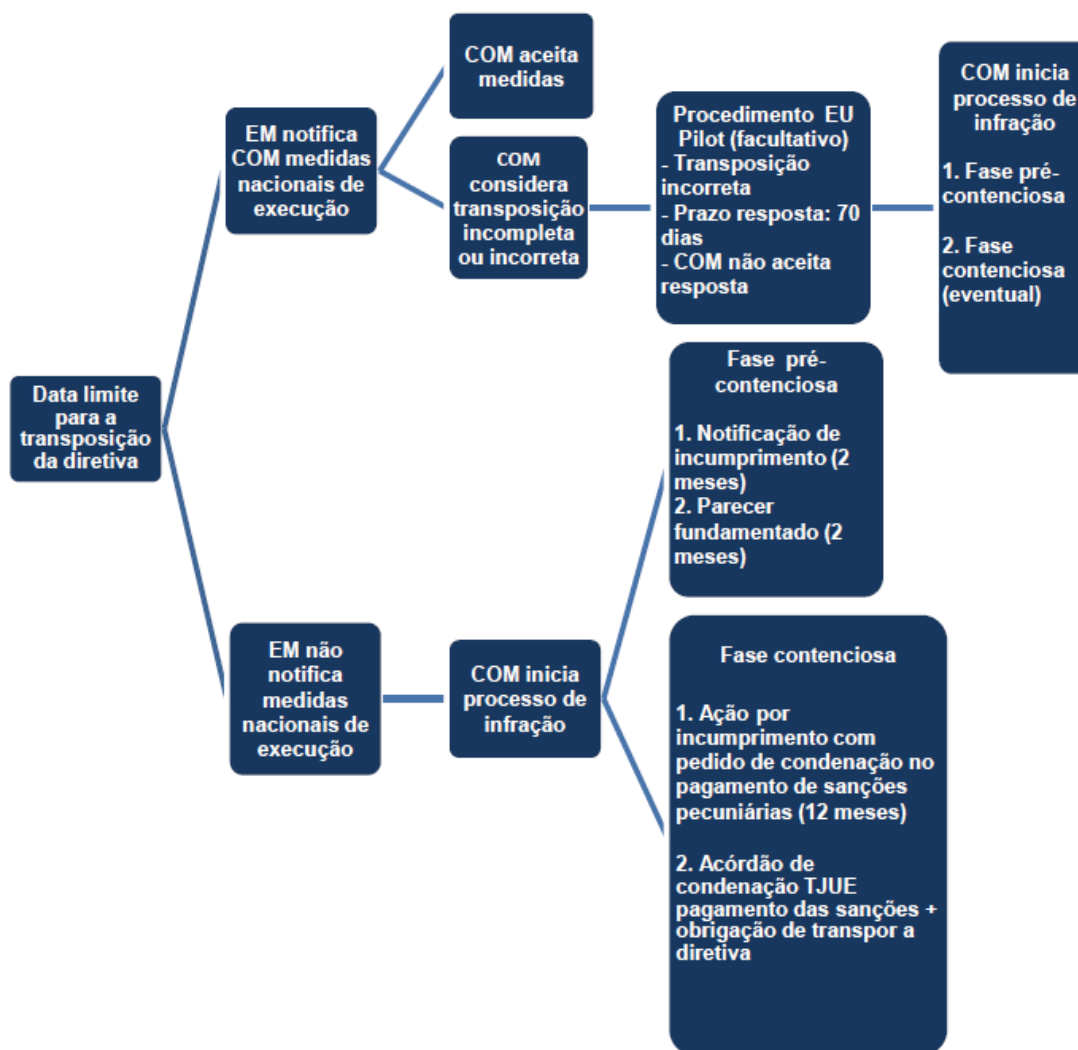 Data limite
para a
transposição
da diretiva
EM notifica
COM medidas
nacionais de
execução
COM aceita
medidas
COM
considera
transposição
incompleta
ou incorreta
Procedimento EU
Pilot (facultativo)
- Transposição
incorreta
- Prazo resposta: 70
dias
- COM não aceita
resposta
COM inicia
processo de
infração
1. Fase pré-
contenciosa
2. Fase
contenciosa
(eventual)
EM não
notifica
medidas
nacionais de
execução
COM inicia
processo de
infração
Fase pré-
contenciosa
1. Notificação de
incumprimento (2
meses)
2. Parecer
fundamentado (2
meses)
Fase contenciosa
1. Ação por
incumprimento com
pedido de condenação no
pagamento de sanções
pecuniárias (12 meses)
2. Acórdão de
condenação TJUE
pagamento das sanções +
obrigação de transpor a
diretiva